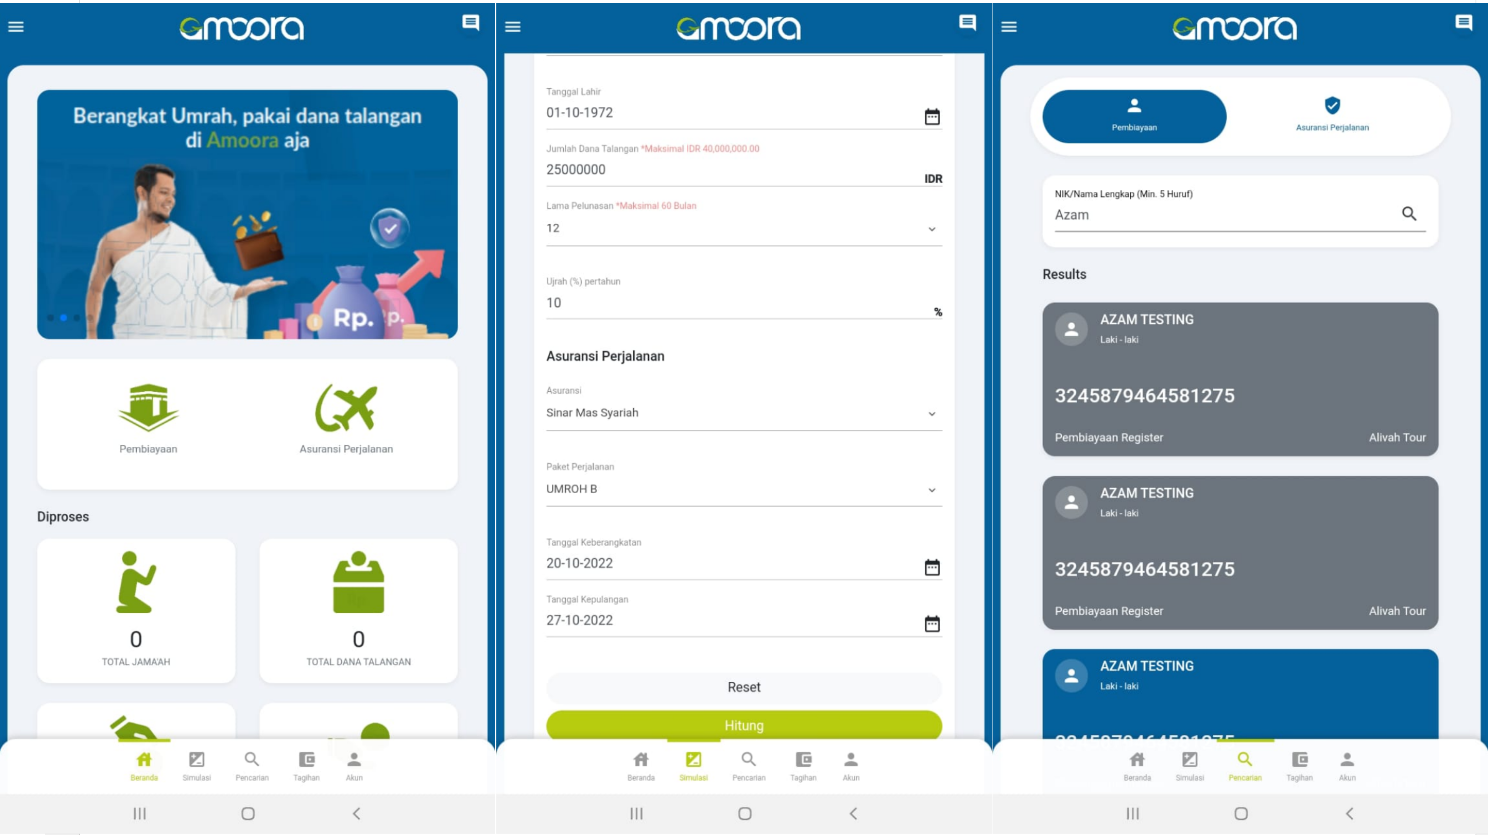 amoora
Berangkat Umrah, pakai dana talangan
di Amoora aja
Rp.
p.
Pembiayaan
Asuransi Perjalanan
Diproses
0
TOTAL JAMA'AH
0
TOTAL DANA TALANGAN
Beranda
Simulasi
Pencarian
Tagihan
Akun
amoora
Tanggal Lahir
01-10-1972
Jumlah Dana Talangan *Maksimal IDR 40,000,000.00
25000000
IDR
Lama Pelunasan *Maksimal 60 Bulan
12
Ujrah (%) pertahun
10
%
Asuransi Perjalanan
Asuransi
Sinar Mas Syariah
Paket Perjalanan
UMROH B
Tanggal Keberangkatan
20-10-2022
Tanggal Kepulangan
27-10-2022
Reset
Hitung
Beranda
Simulasi
Pencarian
Tagihan
Akun
amoora
Pembiayaan
Asuransi Perjalanan
NIK/Nama Lengkap (Min. 5 Huruf)
Azam
Results
AZAM TESTING
Laki - laki
3245879464581275
Pembiayaan Register
Alivah Tour
AZAM TESTING
Laki - laki
3245879464581275
Pembiayaan Register
Alivah Tour
AZAM TESTING
Laki - laki
Beranda
Simulasi
Pencarian
Tagihan
Akun